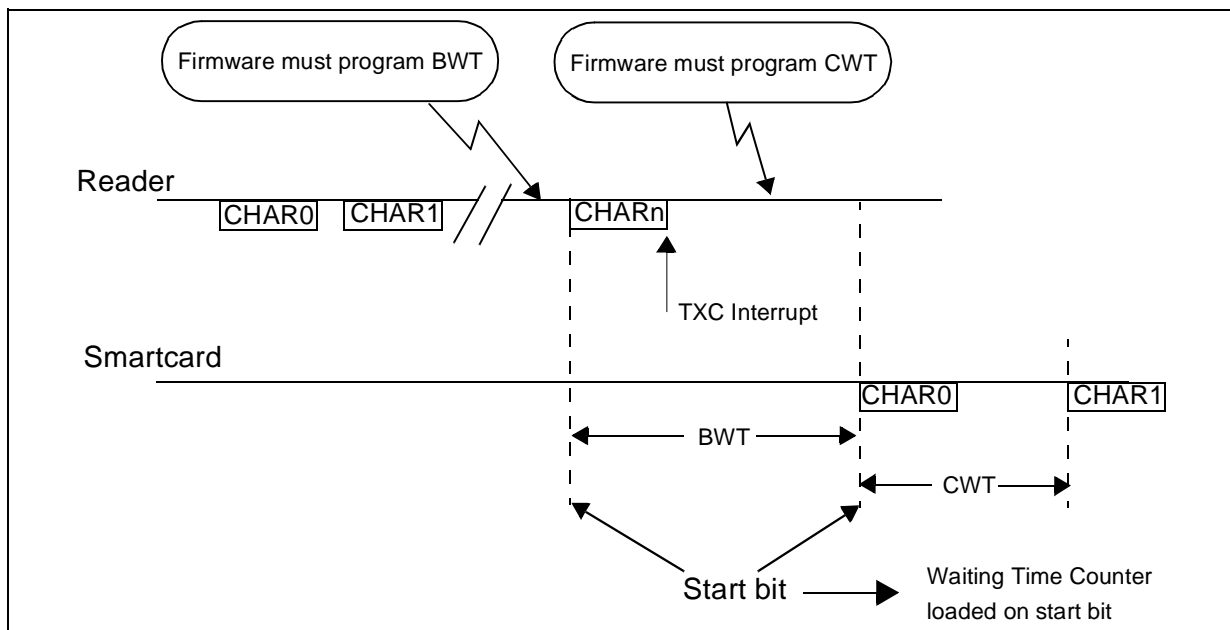 Firmware must program BWT
Firmware must program CWT
Reader
CHAR0
CHAR1
CHARn
TXC Interrupt
Smartcard
CHAR0
CHAR1
BWT
CWT
Start bit
Waiting Time Counter
loaded on start bit